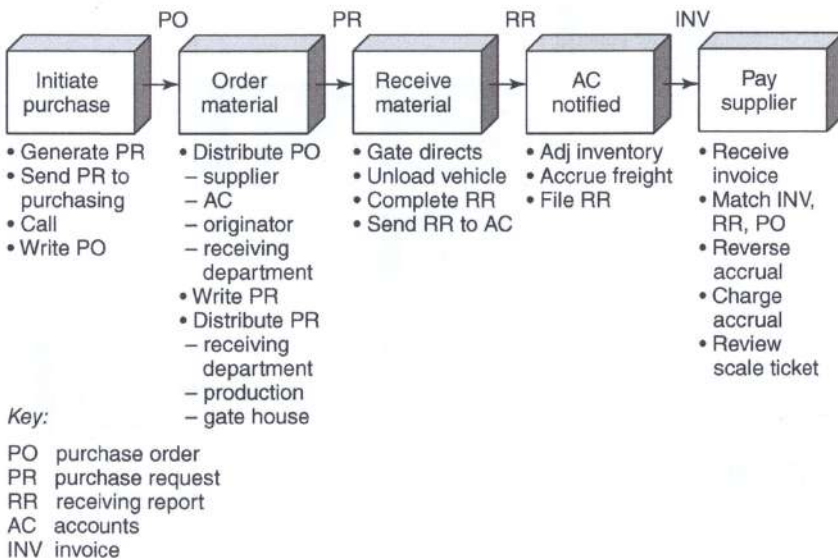 PO
PR
RR
INV
Initiate
purchase
Order
material
Receive
material
AC
notified
Pay
supplier
• Generate PR
• Send PR to
purchasing
• Call
• Write PO
• Distribute PO
– supplier
– AC
– originator
– receiving
department
• Write PR
• Distribute PR
– receiving
department
– production
– gate house
• Gate directs
• Unload vehicle
• Complete RR
• Send RR to AC
• Adj inventory
• Accrue freight
• File RR
• Receive
invoice
• Match INV,
RR, PO
• Reverse
accrual
• Charge
accrual
• Review
scale ticket
Key:
PO purchase order
PR purchase request
RR receiving report
AC accounts
INV invoice